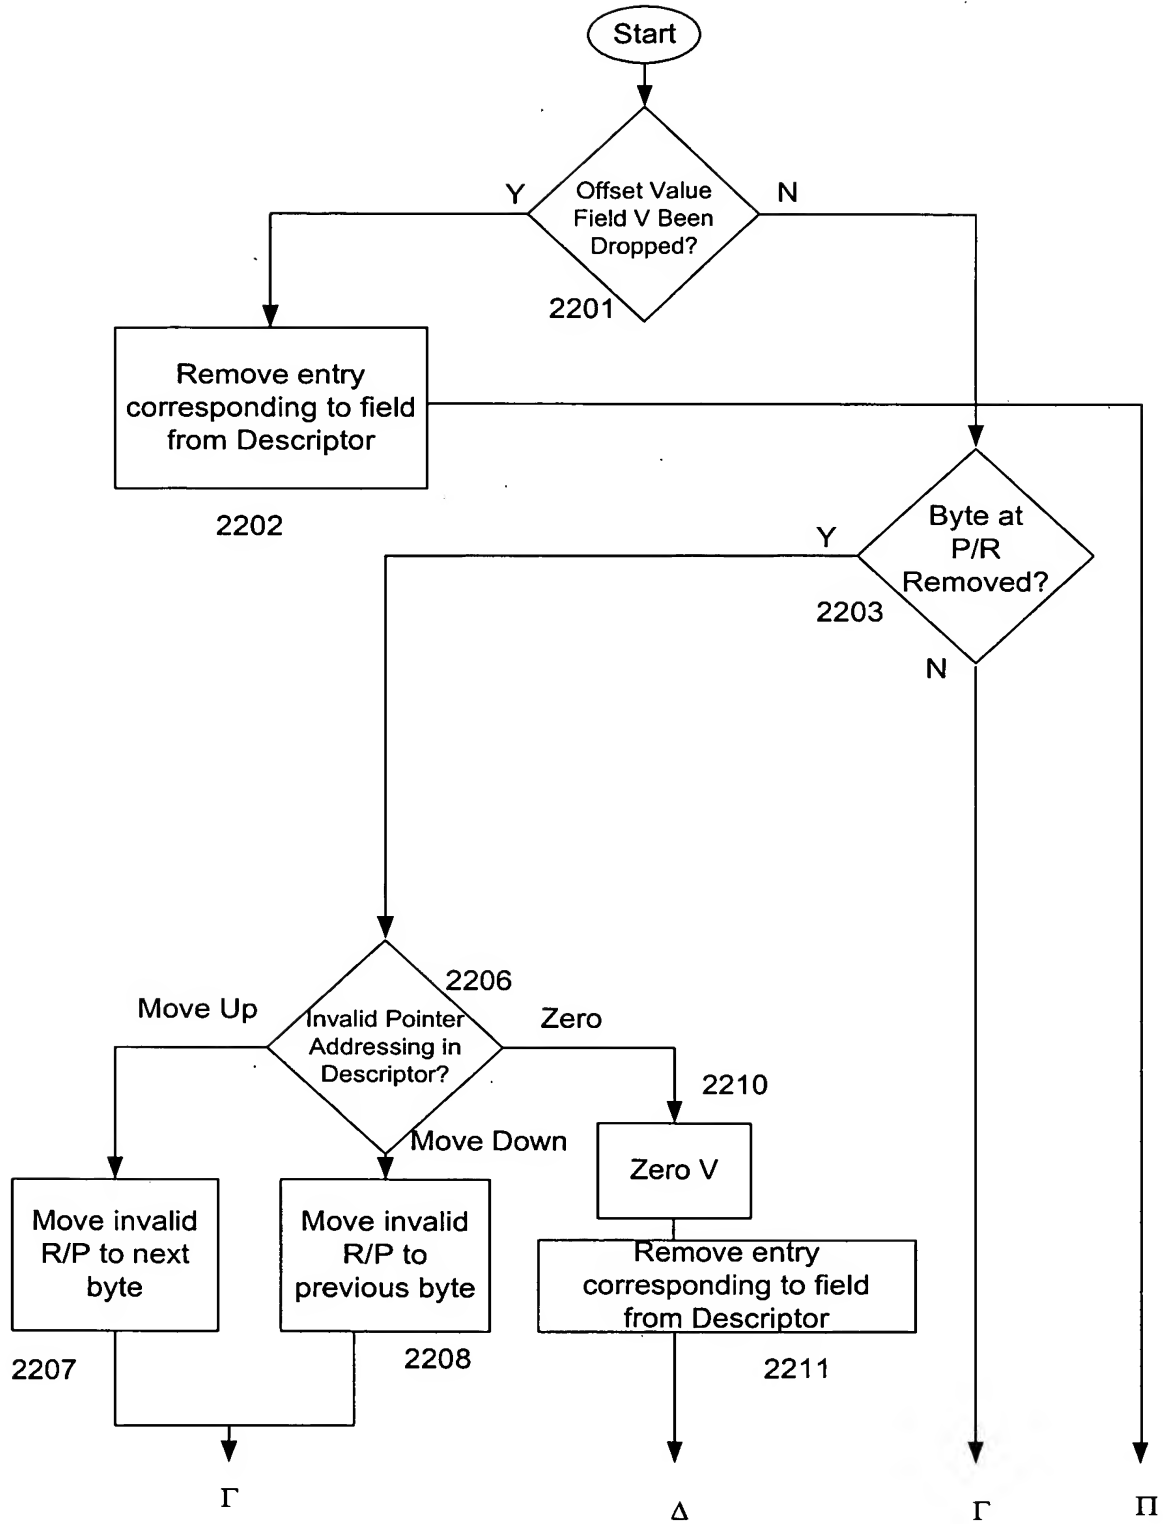 Start
Y
Offset Value
Field V Been
Dropped?
N
2201
Remove entry
corresponding to field
from Descriptor
2202
Y
Byte at
P/R
Removed?
2203
N
2206
Move Up
Invalid Pointer
Addressing in
Descriptor?
Zero
2210
Move Down
Zero V
Move invalid
R/P to next
byte
Move invalid
R/P to
previous byte
Remove entry
corresponding to field
from Descriptor
2207
2208
2211
Γ
Δ
Γ
Π